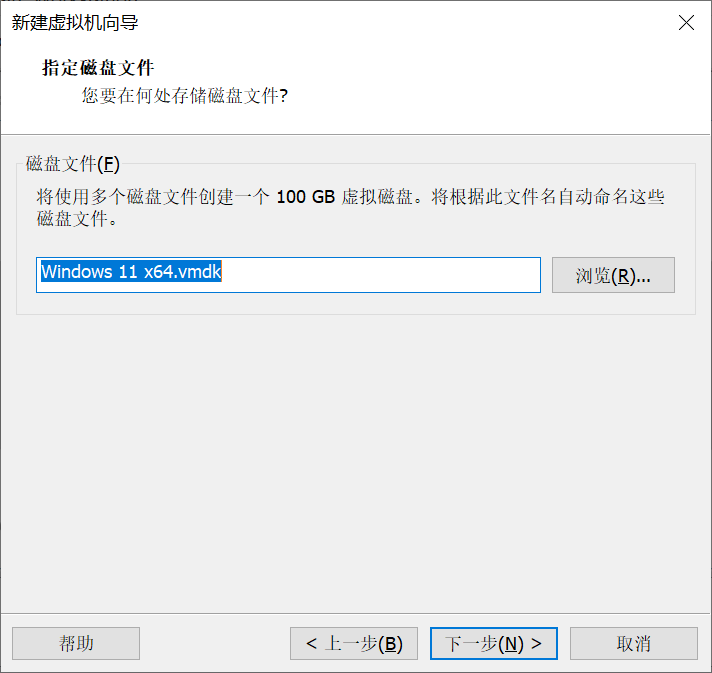 新建虚拟机向导
指定磁盘文件
您要在何处存储磁盘文件?
磁盘文件(F)
将使用多个磁盘文件创建一个 100 GB 虚拟磁盘。将根据此文件名自动命名这些
磁盘文件。
Windows 11 x64.vmdk
浏览(R)...
帮助
< 上一步(B)
下一步(N) >
取消